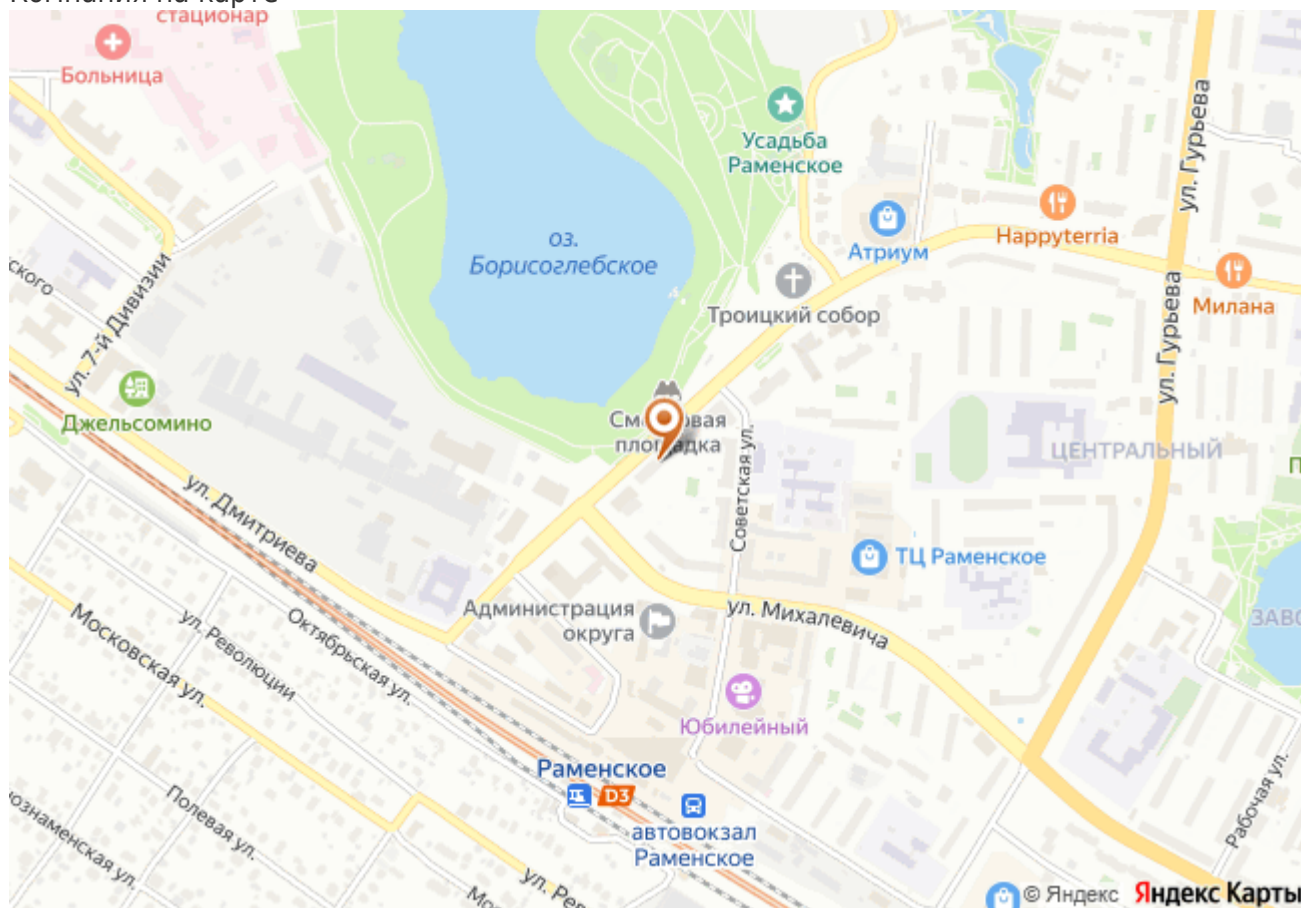 стационар
Больница
Усадьба
Раменское
ул. Гурьева
Happyterria
Атриум
оз.
Борисоглебское
Милана
Троицкий собор
ул. 7-й Дивизии
ул. Гурьева
Джельсомино
площадка
Советская ул.
ЦЕНТРАЛЬНЫЙ
ул. Дмитриева
ТЦ Раменское
Администрация
округа
ул. Михалевича
Октябрьская ул.
ул. Революции
Московская ул.
Юбилейный
Раменское
D3
автовокзал
Раменское
Полевая ул.
Рабочая ул.
© Яндекс Яндекс Карты